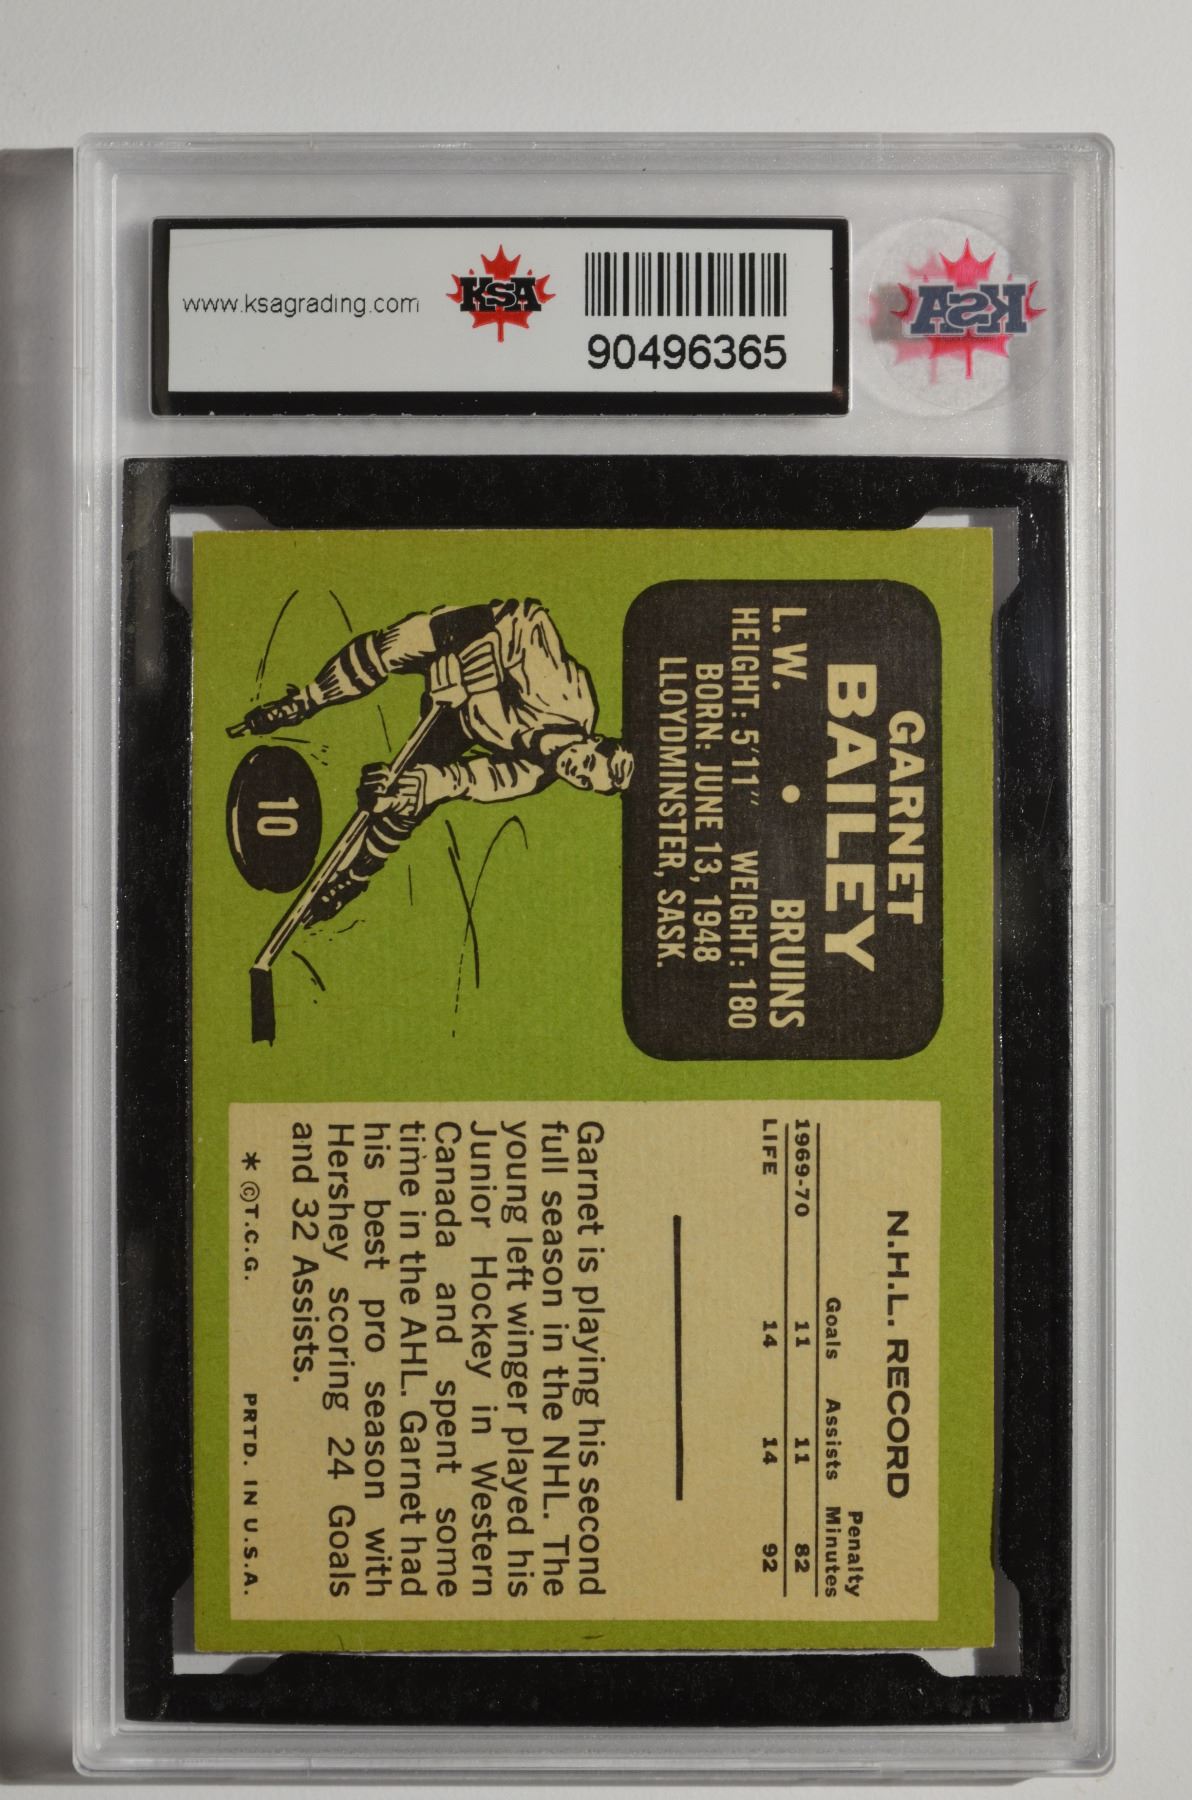 www.ksagrading.com
KSA
90496365
KSA
GARNET
BAILEY
L. W. • BRUINS
HEIGHT: 5'11" WEIGHT: 180
BORN: JUNE 13, 1948
LLOYDMINSTER, SASK.
10
N.H.L. RECORD
Goals Assists Penalty Minutes
1969-70 11 11 82
LIFE 14 14 92
Garnet is playing his second
full season in the NHL. The
young left winger played his
Junior Hockey in Western
Canada and spent some
time in the AHL. Garnet had
his best pro season with
Hershey scoring 24 Goals
and 32 Assists.
* ©T.C.G. PRTD. IN U.S.A.